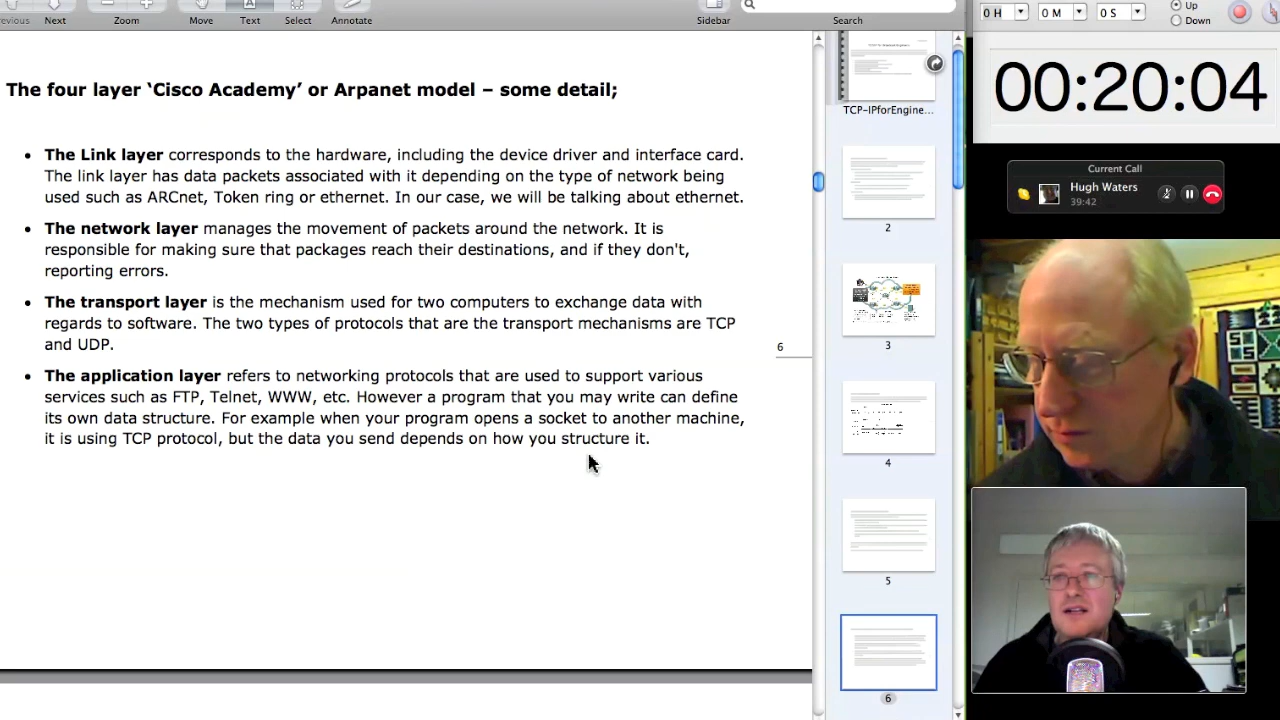 evious Next Zoom Move Text Select Annotate Sidebar Search
0 H 0 M 0 S Up
Down
00:20:04
The four layer ‘Cisco Academy’ or Arpanet model – some detail;
• The Link layer corresponds to the hardware, including the device driver and interface card.
The link layer has data packets associated with it depending on the type of network being
used such as ARCnet, Token ring or ethernet. In our case, we will be talking about ethernet.
• The network layer manages the movement of packets around the network. It is
responsible for making sure that packages reach their destinations, and if they don't,
reporting errors.
• The transport layer is the mechanism used for two computers to exchange data with
regards to software. The two types of protocols that are the transport mechanisms are TCP
and UDP.
• The application layer refers to networking protocols that are used to support various
services such as FTP, Telnet, WWW, etc. However a program that you may write can define
its own data structure. For example when your program opens a socket to another machine,
it is using TCP protocol, but the data you send depends on how you structure it.
6
TCP-IPforEngine...
2
3
4
5
6
Current Call
Hugh Waters
39:42